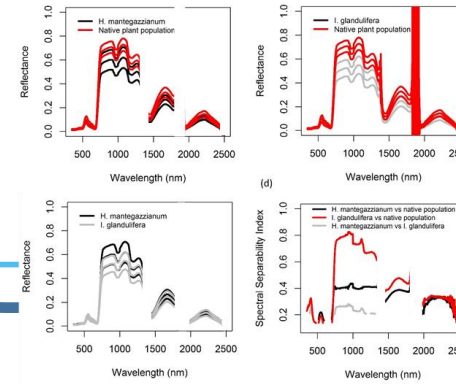 H. mantegazzianum
Native plant population
Reflectance
0.0 0.2 0.4 0.6 0.8 1.0
500 1000 1500 2000 2500
Wavelength (nm)
I. glandulifera
Native plant population
Reflectance
0.0 0.2 0.4 0.6 0.8 1.0
500 1000 1500 2000 25
Wavelength (nm)
(d)
H. mantegazzianum
I. glandulifera
Reflectance
0.0 0.2 0.4 0.6 0.8 1.0
500 1000 1500 2000 2500
Wavelength (nm)
H. mantegazzianum vs native population
I. glandulifera vs native population
H. mantegazzianum vs I. glandulifera
Spectral Separability Index
0.2 0.4 0.6 0.8 1.0
500 1000 1500 2000 25
Wavelength (nm)